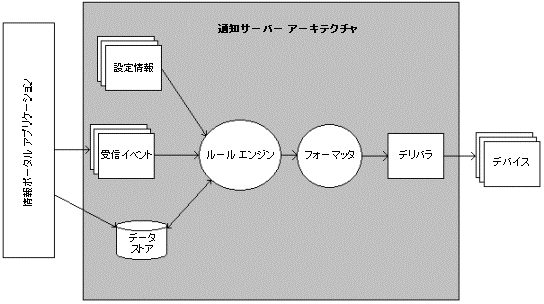 通知サーバー アーキテクチャ
情報ポータル アプリケーション
設定情報
受信イベント
ルール エンジン
フォーマッタ
デリバラ
デバイス
データ
ストア